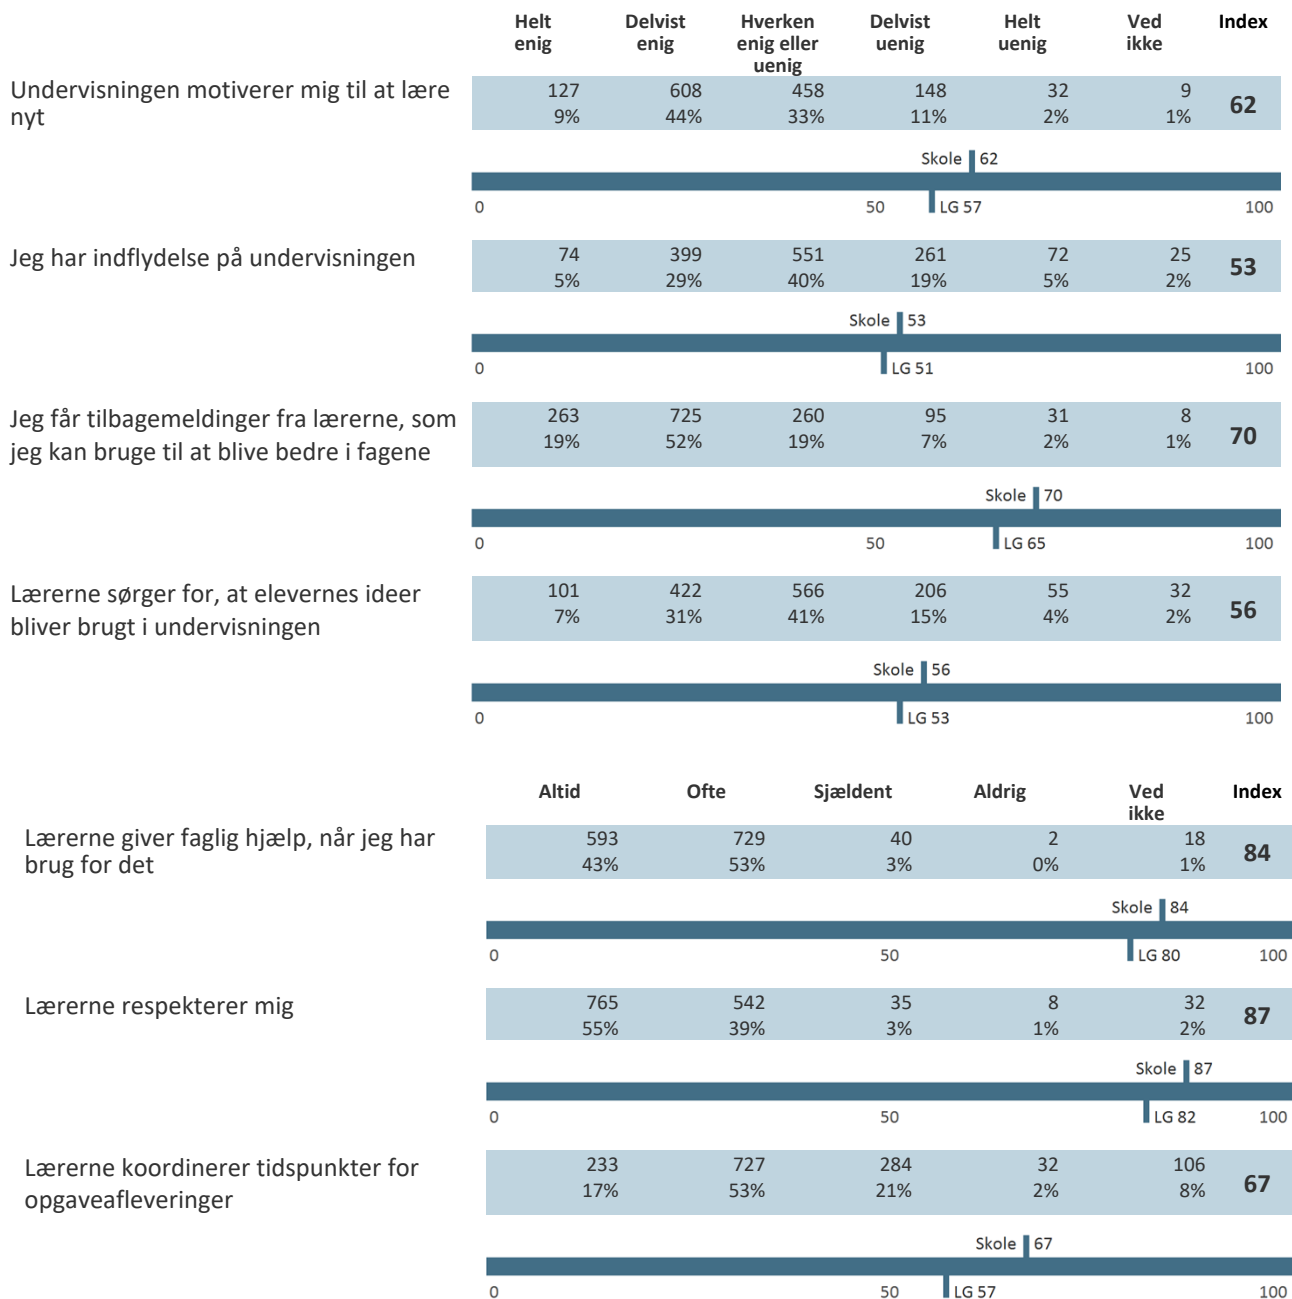 Helt enig Delvist enig Hverken enig eller uenig Delvist uenig Helt uenig Ved ikke Index
Undervisningen motiverer mig til at lære
nyt
127 608 458 148 32 9
9% 44% 33% 11% 2% 1%
62
Skole 62
0 50 LG 57 100
Jeg har indflydelse på undervisningen
74 399 551 261 72 25
5% 29% 40% 19% 5% 2%
53
Skole 53
0 LG 51 100
Jeg får tilbagemeldinger fra lærerne, som
jeg kan bruge til at blive bedre i fagene
263 725 260 95 31 8
19% 52% 19% 7% 2% 1%
70
Skole 70
0 50 LG 65 100
Lærerne sørger for, at elevernes ideer
bliver brugt i undervisningen
101 422 566 206 55 32
7% 31% 41% 15% 4% 2%
56
Skole 56
0 LG 53 100
Altid Ofte Sjældent Aldrig Ved ikke Index
Lærerne giver faglig hjælp, når jeg har
brug for det
593 729 40 2 18
43% 53% 3% 0% 1%
84
Skole 84
0 50 LG 80 100
Lærerne respekterer mig
765 542 35 8 32
55% 39% 3% 1% 2%
87
Skole 87
0 50 LG 82 100
Lærerne koordinerer tidspunkter for
opgaveafleveringer
233 727 284 32 106
17% 53% 21% 2% 8%
67
Skole 67
0 50 LG 57 100